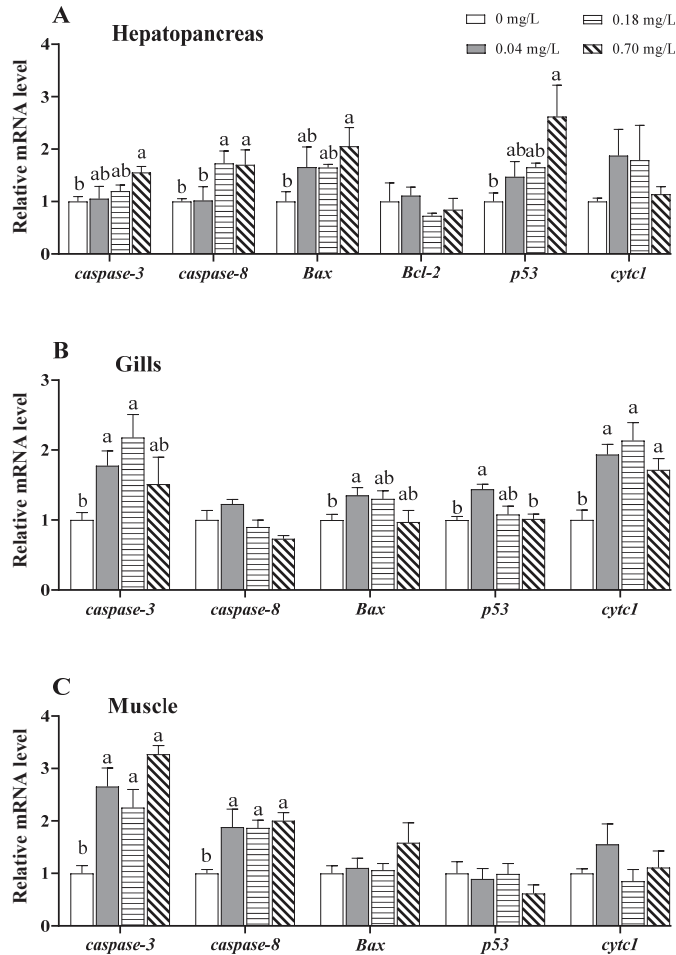 A
Hepatopancreas
0 mg/L
0.18 mg/L
0.04 mg/L
0.70 mg/L
Relative mRNA level
4
3
2
1
0
b ab ab a
b b a a
b ab ab a
b ab ab a
caspase-3 caspase-8 Bax Bcl-2 p53 cytc1
B
Gills
Relative mRNA level
3
2
1
0
b a a ab
b a ab ab
b a ab b
b a a a
caspase-3 caspase-8 Bax p53 cytc1
C
Muscle
Relative mRNA level
4
3
2
1
0
b a a a
b a a a
caspase-3 caspase-8 Bax p53 cytc1